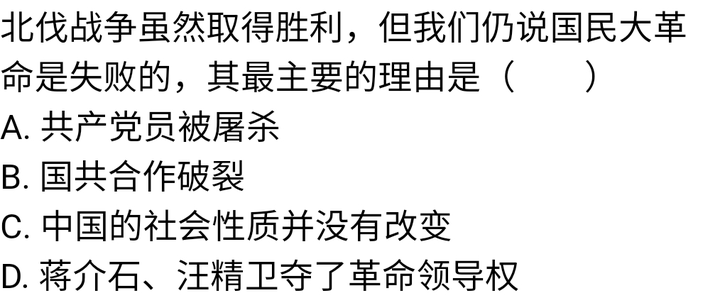 北伐战争虽然取得胜利，但我们仍说国民大革
命是失败的，其最主要的理由是（　　）
A. 共产党员被屠杀
B. 国共合作破裂
C. 中国的社会性质并没有改变
D. 蒋介石、汪精卫夺了革命领导权